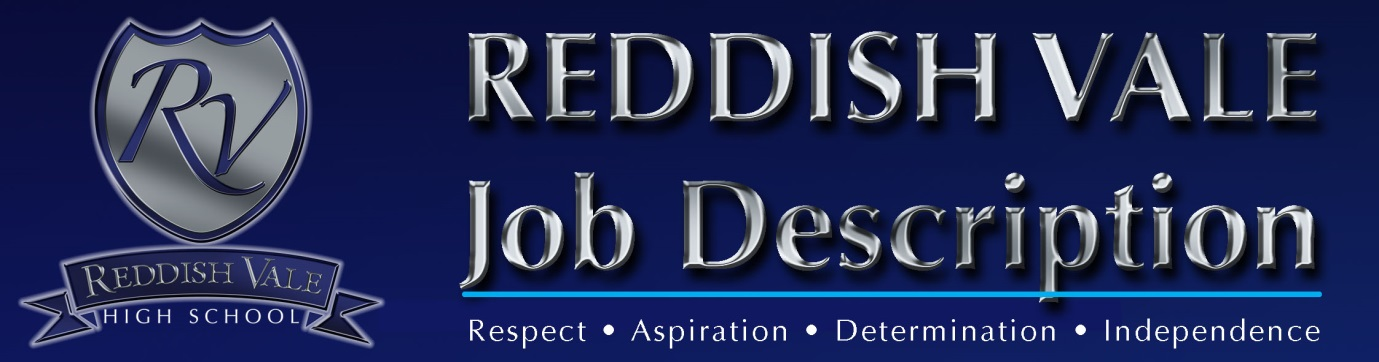 RV
REDDISH VALE
HIGH SCHOOL
REDDISH VALE
Job Description
Respect • Aspiration • Determination • Independence